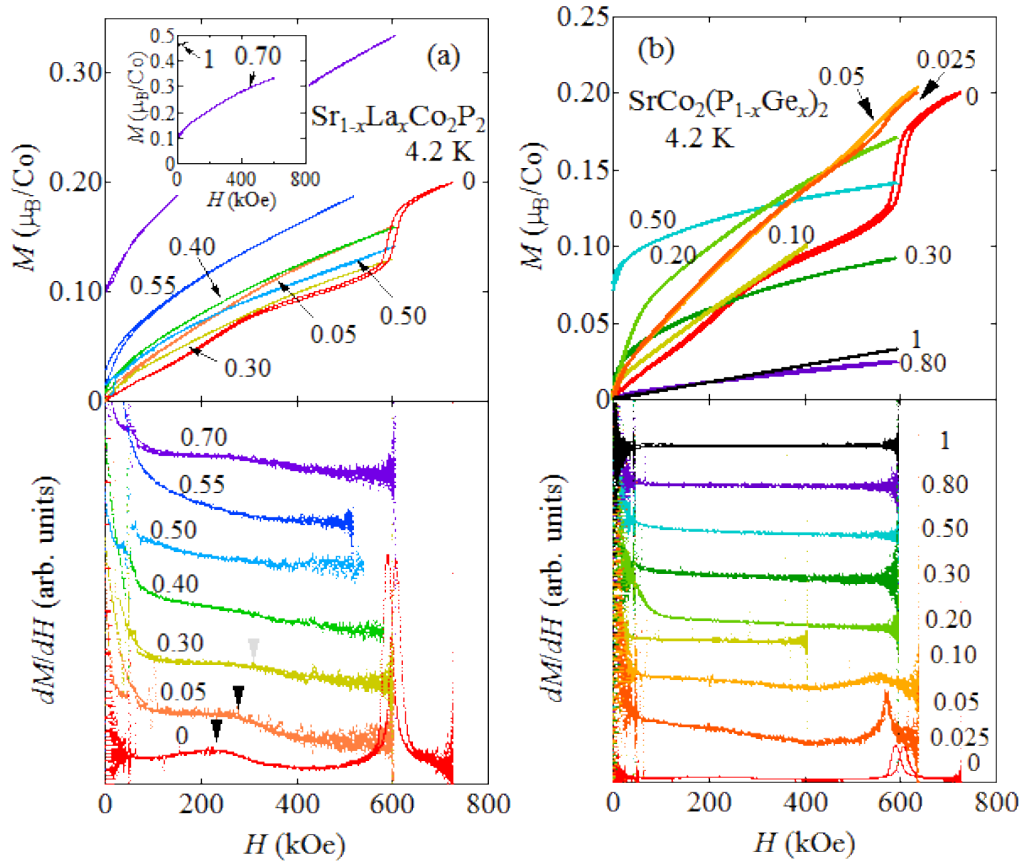 (a)
Sr1-xLaxCo2P2
4.2 K
M (μB/Co)
0.30
0.20
0.10
0
0.5
0.4
0.3
0.2
0.1
0
M (μB/Co)
0 400 800
H (kOe)
1
0.70
0
0.40
0.55
0.50
0.05
0.30
dM/dH (arb. units)
0.70
0.55
0.50
0.40
0.30
0.05
0
0 200 400 600 800
H (kOe)
(b)
SrCo2(P1-xGex)2
4.2 K
M (μB/Co)
0.25
0.20
0.15
0.10
0.05
0
0.05
0.025
0
0.50
0.20
0.10
0.30
1
0.80
dM/dH (arb. units)
1
0.80
0.50
0.30
0.20
0.10
0.05
0.025
0
0 200 400 600 800
H (kOe)